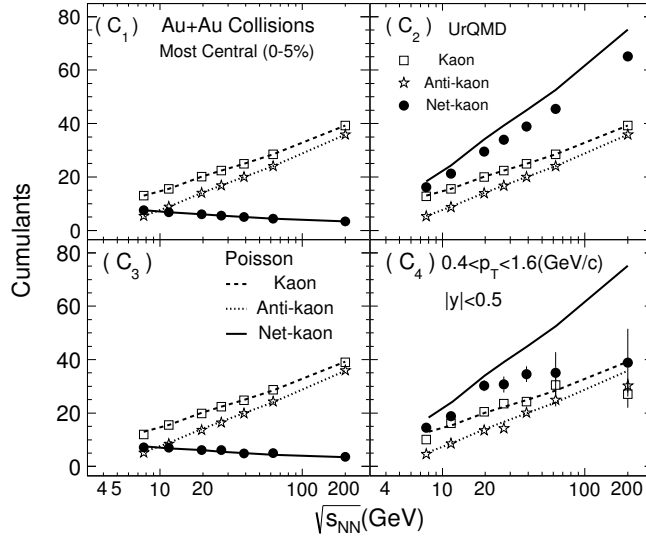 (C1) Au+Au Collisions
Most Central (0-5%)
(C2) UrQMD
Kaon
Anti-kaon
Net-kaon
80
60
40
20
0
Cumulants
(C3) Poisson
Kaon
Anti-kaon
Net-kaon
(C4) 0.4<pT<1.6(GeV/c)
|y|<0.5
80
60
40
20
0
4 5 10 20 100 200
4 10 20 100 200
√sNN(GeV)